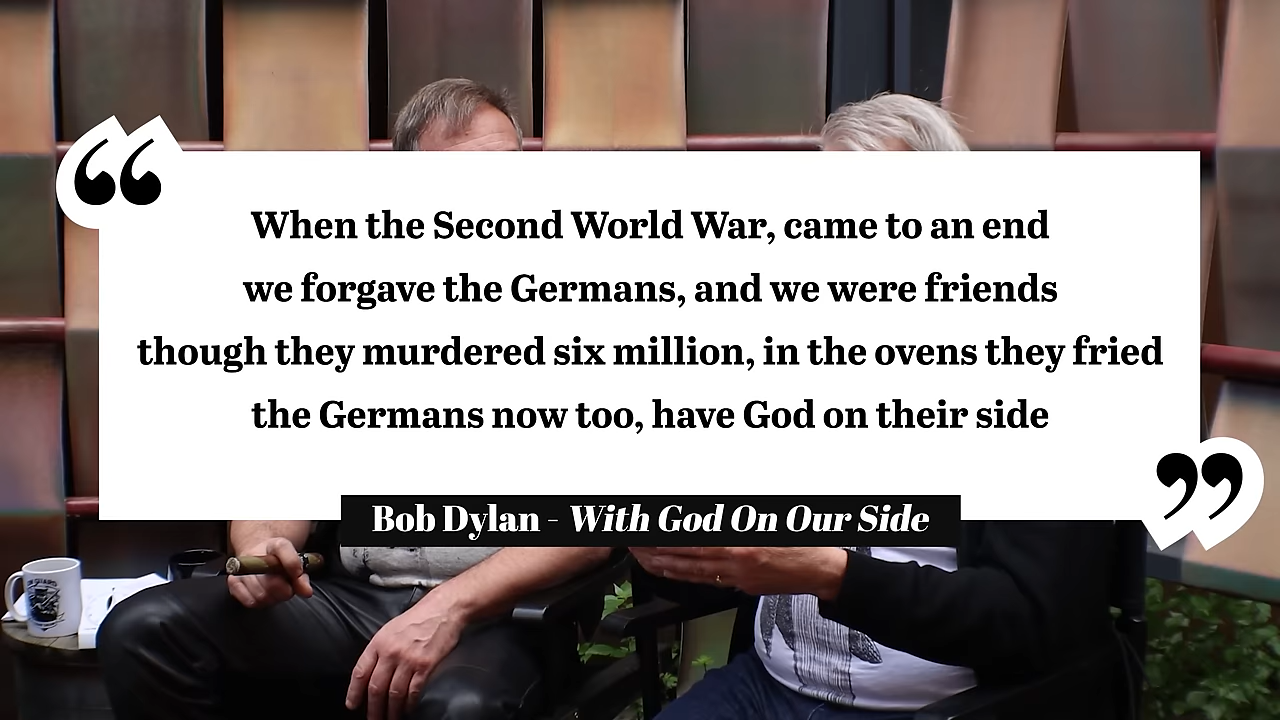 When the Second World War, came to an end
we forgave the Germans, and we were friends
though they murdered six million, in the ovens they fried
the Germans now too, have God on their side
Bob Dylan - With God On Our Side